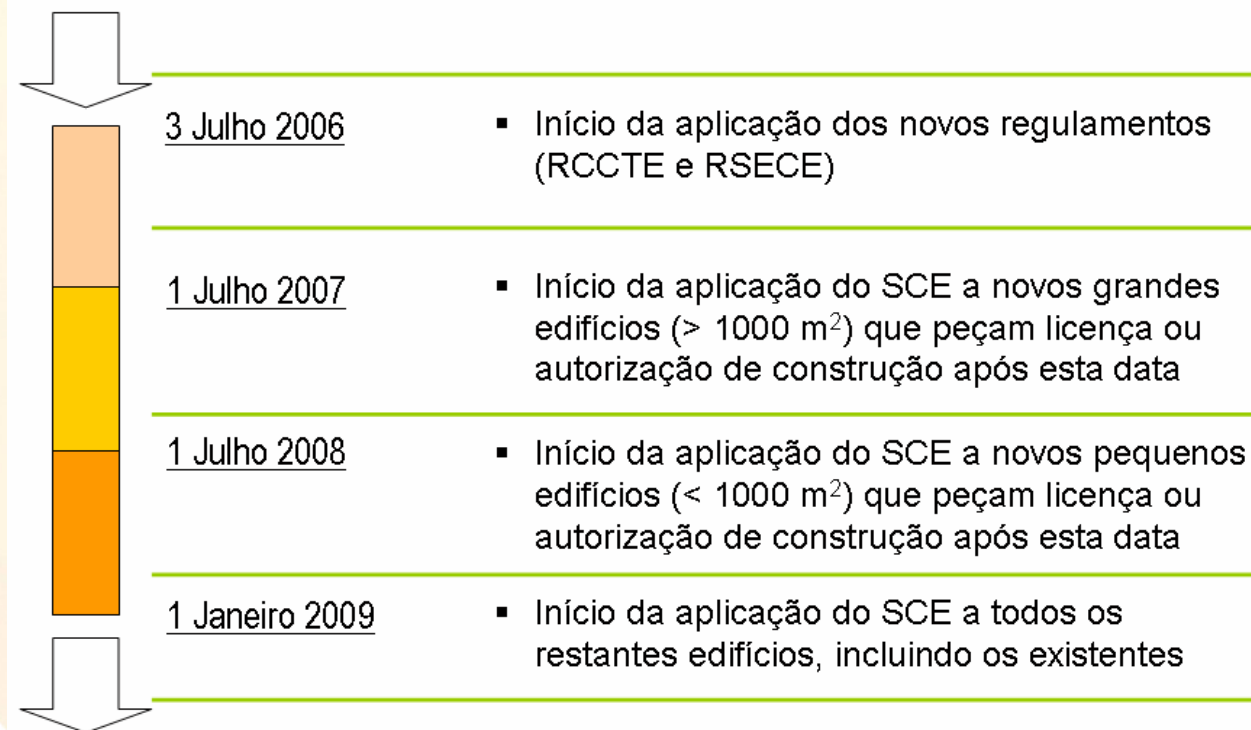 3 Julho 2006
▪ Início da aplicação dos novos regulamentos
(RCCTE e RSECE)
1 Julho 2007
▪ Início da aplicação do SCE a novos grandes
edifícios (> 1000 m²) que peçam licença ou
autorização de construção após esta data
1 Julho 2008
▪ Início da aplicação do SCE a novos pequenos
edifícios (< 1000 m²) que peçam licença ou
autorização de construção após esta data
1 Janeiro 2009
▪ Início da aplicação do SCE a todos os
restantes edifícios, incluindo os existentes